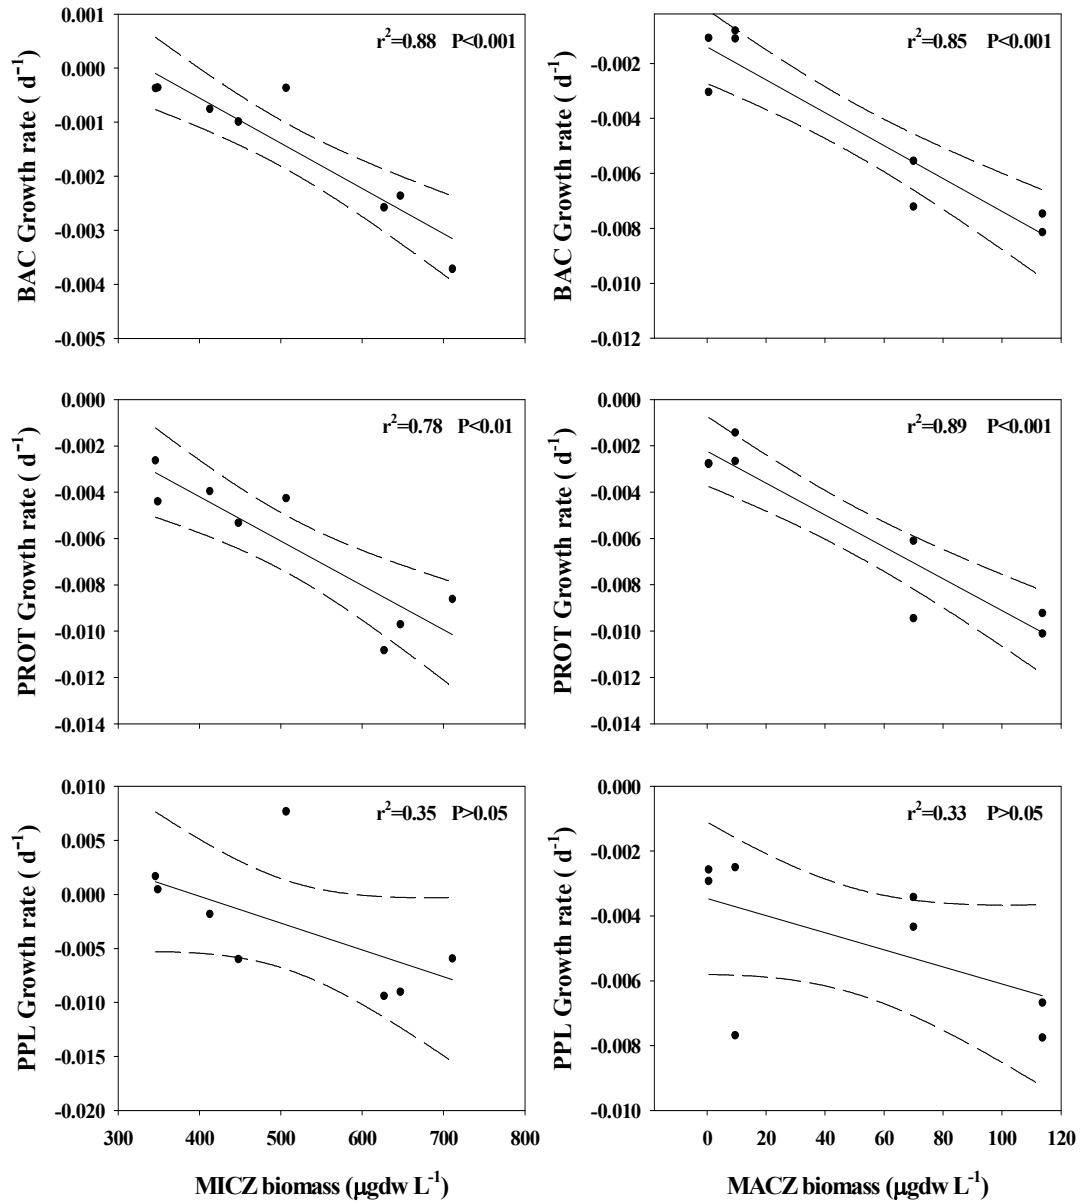 0.001
0.000
-0.001
-0.002
-0.003
-0.004
-0.005
BAC Growth rate ( d⁻¹)
r²=0.88 P<0.001
-0.002
-0.004
-0.006
-0.008
-0.010
-0.012
BAC Growth rate ( d⁻¹)
r²=0.85 P<0.001
0.000
-0.002
-0.004
-0.006
-0.008
-0.010
-0.012
-0.014
PROT Growth rate ( d⁻¹)
r²=0.78 P<0.01
0.000
-0.002
-0.004
-0.006
-0.008
-0.010
-0.012
-0.014
PROT Growth rate ( d⁻¹)
r²=0.89 P<0.001
0.010
0.005
0.000
-0.005
-0.010
-0.015
-0.020
PPL Growth rate ( d⁻¹)
r²=0.35 P>0.05
300 400 500 600 700 800
MICZ biomass (µgdw L⁻¹)
0.000
-0.002
-0.004
-0.006
-0.008
-0.010
PPL Growth rate ( d⁻¹)
r²=0.33 P>0.05
0 20 40 60 80 100 120
MACZ biomass (µgdw L⁻¹)